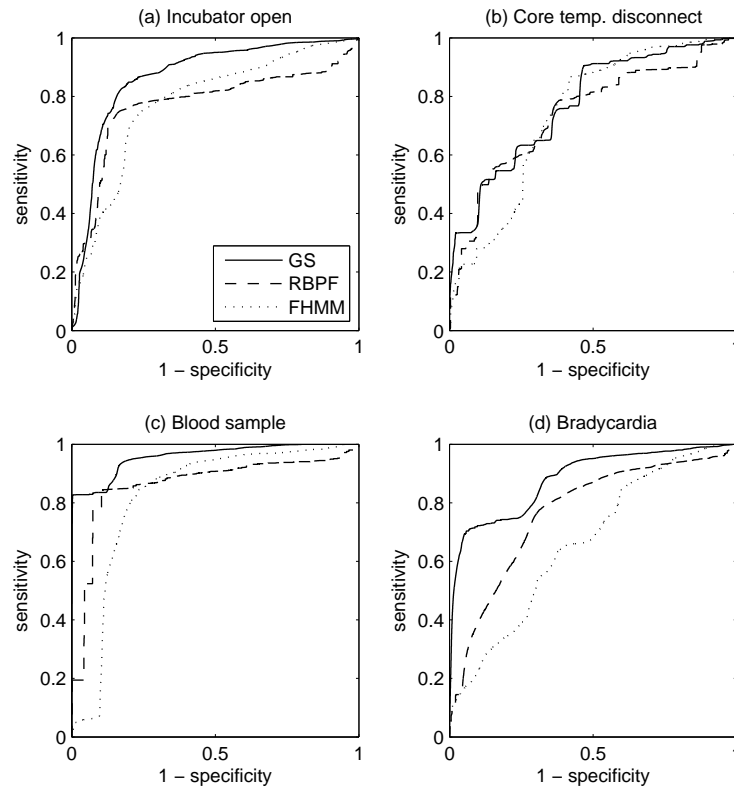 (a) Incubator open
1
0.8
0.6
0.4
0.2
0
sensitivity
0
0.5
1
1 − specificity
GS
RBPF
FHMM
(b) Core temp. disconnect
1
0.8
0.6
0.4
0.2
0
sensitivity
0
0.5
1
1 − specificity
(c) Blood sample
1
0.8
0.6
0.4
0.2
0
sensitivity
0
0.5
1
1 − specificity
(d) Bradycardia
1
0.8
0.6
0.4
0.2
0
sensitivity
0
0.5
1
1 − specificity